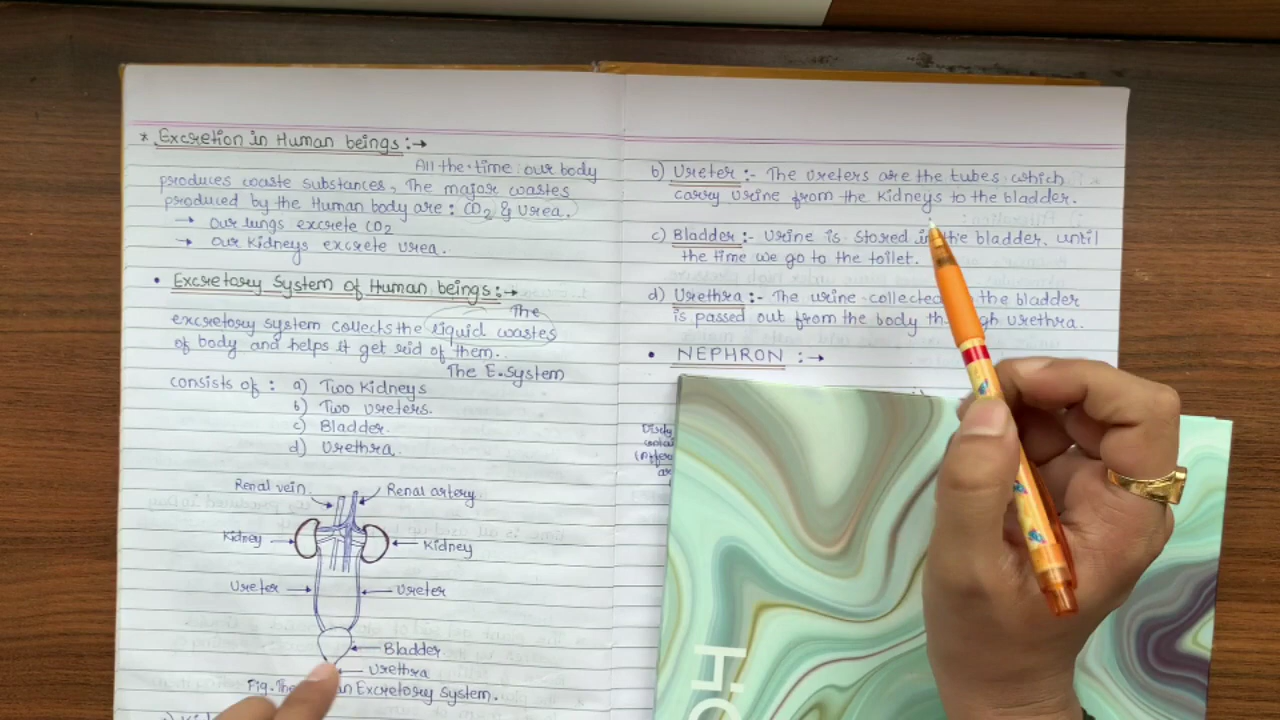 * Excretion in Human beings :→
All the time our body
produces waste substances, The major wastes
produced by the Human body are : CO2 & Urea.
→ our lungs excrete CO2
→ our Kidneys excrete urea.
• Excretory System of Human beings :→
The
excretory system collects the liquid wastes
of body and helps it get rid of them.
The E.system
consists of : a) Two Kidneys
b) Two ureters.
c) Bladder.
d) Urethra.
Renal vein. Renal artery.
Kidney Kidney
Ureter Ureter
Bladder
Urethra
Fig. The Excretory System.
b) Ureter :- The ureters are the tubes which
carry urine from the Kidneys to the bladder.
c) Bladder :- Urine is stored in the bladder, until
the time we go to the toilet.
d) Urethra :- The urine collected the bladder
is passed out from the body urethra.
• NEPHRON :→